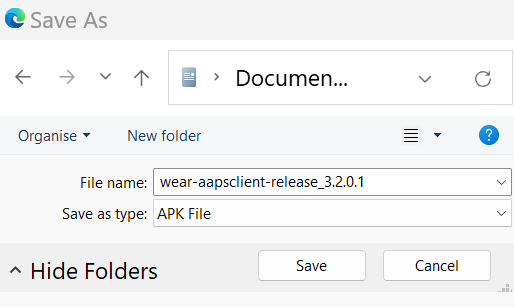 Save As
Documen...
Organise New folder ?
File name: wear-aapsclient-release_3.2.0.1
Save as type: APK File
Hide Folders Save Cancel